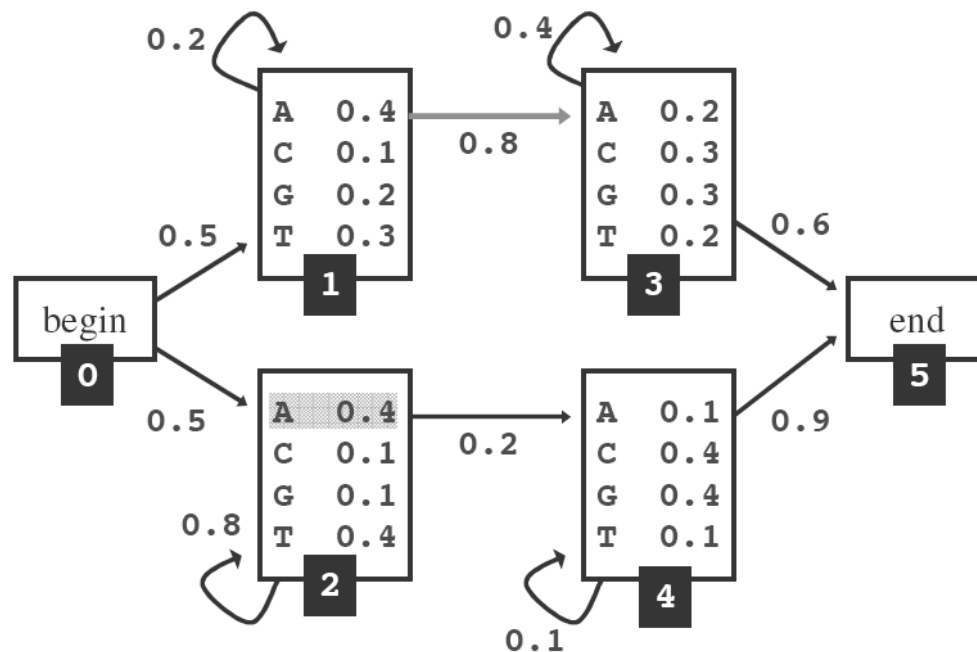 0.2
0.4
A 0.4
C 0.1
G 0.2
T 0.3
1
0.8
A 0.2
C 0.3
G 0.3
T 0.2
3
0.5
0.6
begin
0
end
5
0.5
A 0.4
C 0.1
G 0.1
T 0.4
2
0.2
A 0.1
C 0.4
G 0.4
T 0.1
4
0.9
0.8
0.1